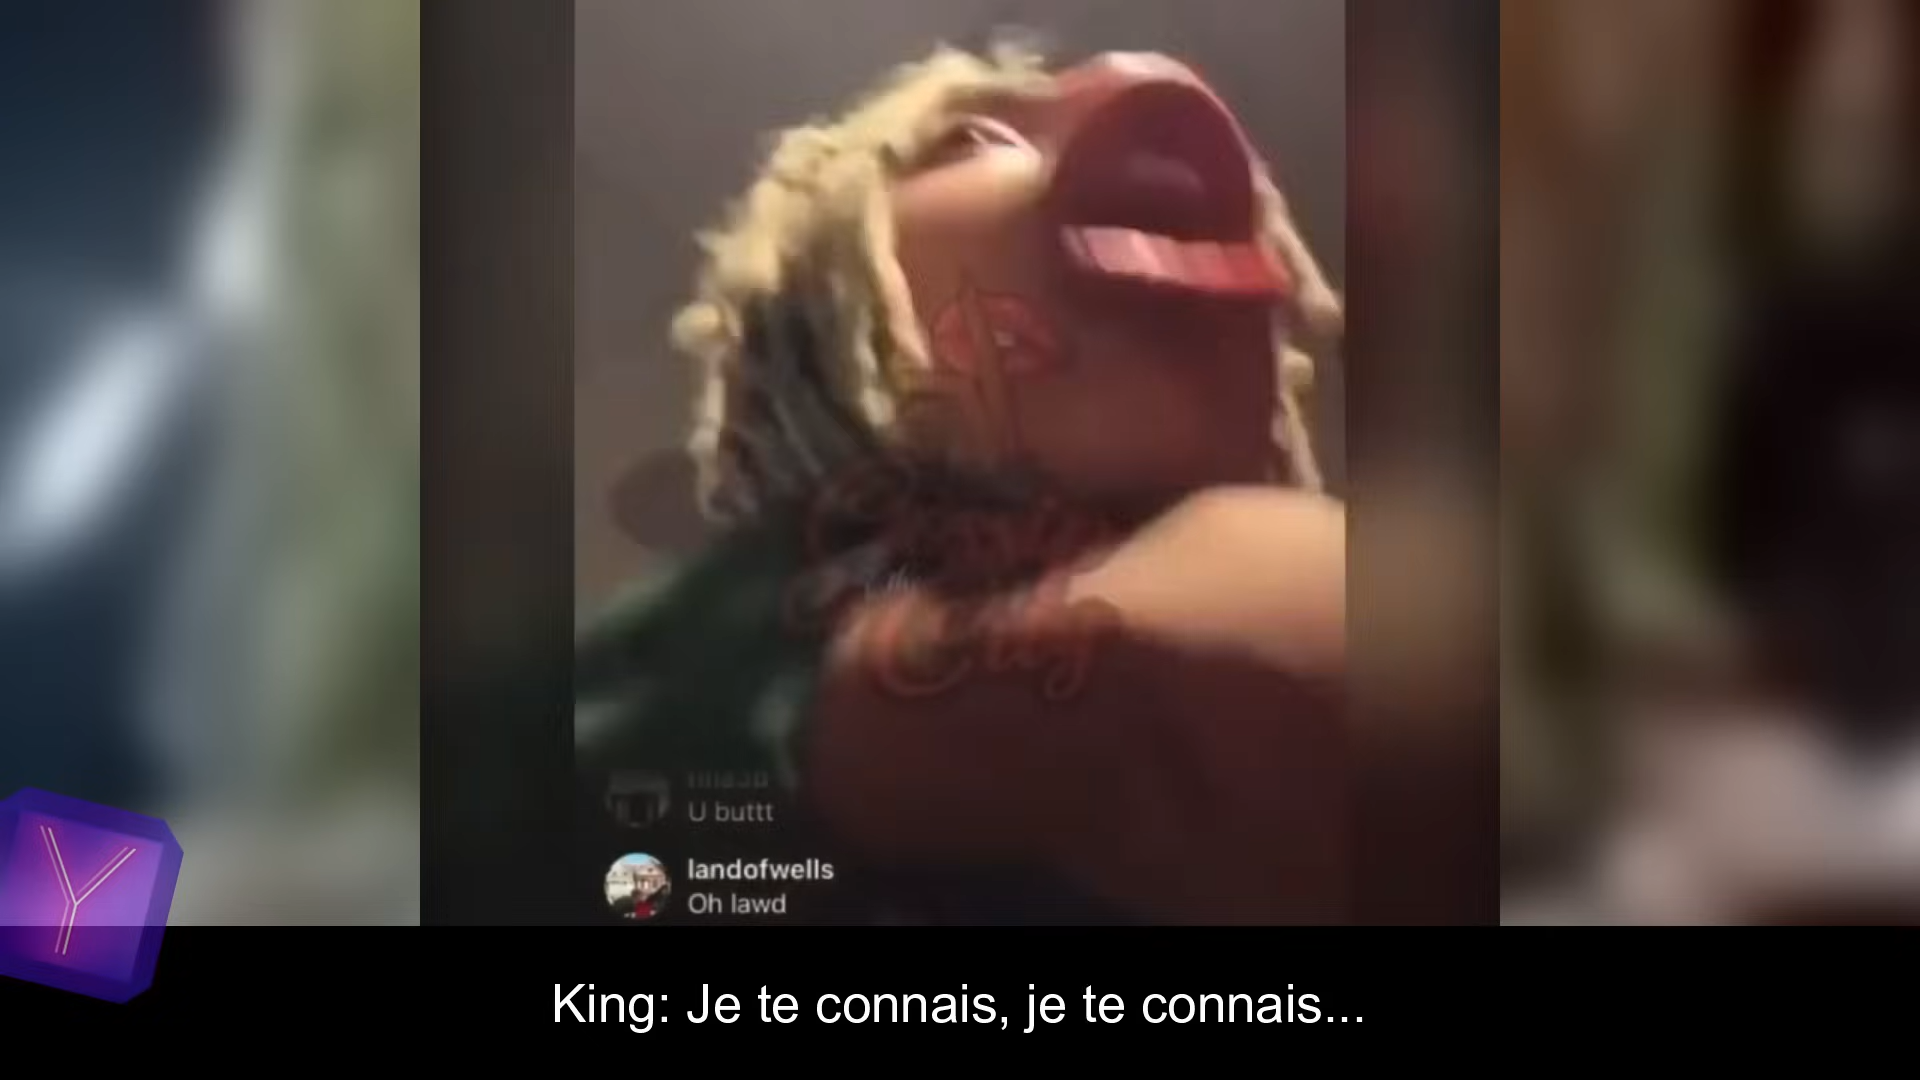 U buttt
landofwells
Oh lawd
Y
King: Je te connais, je te connais...